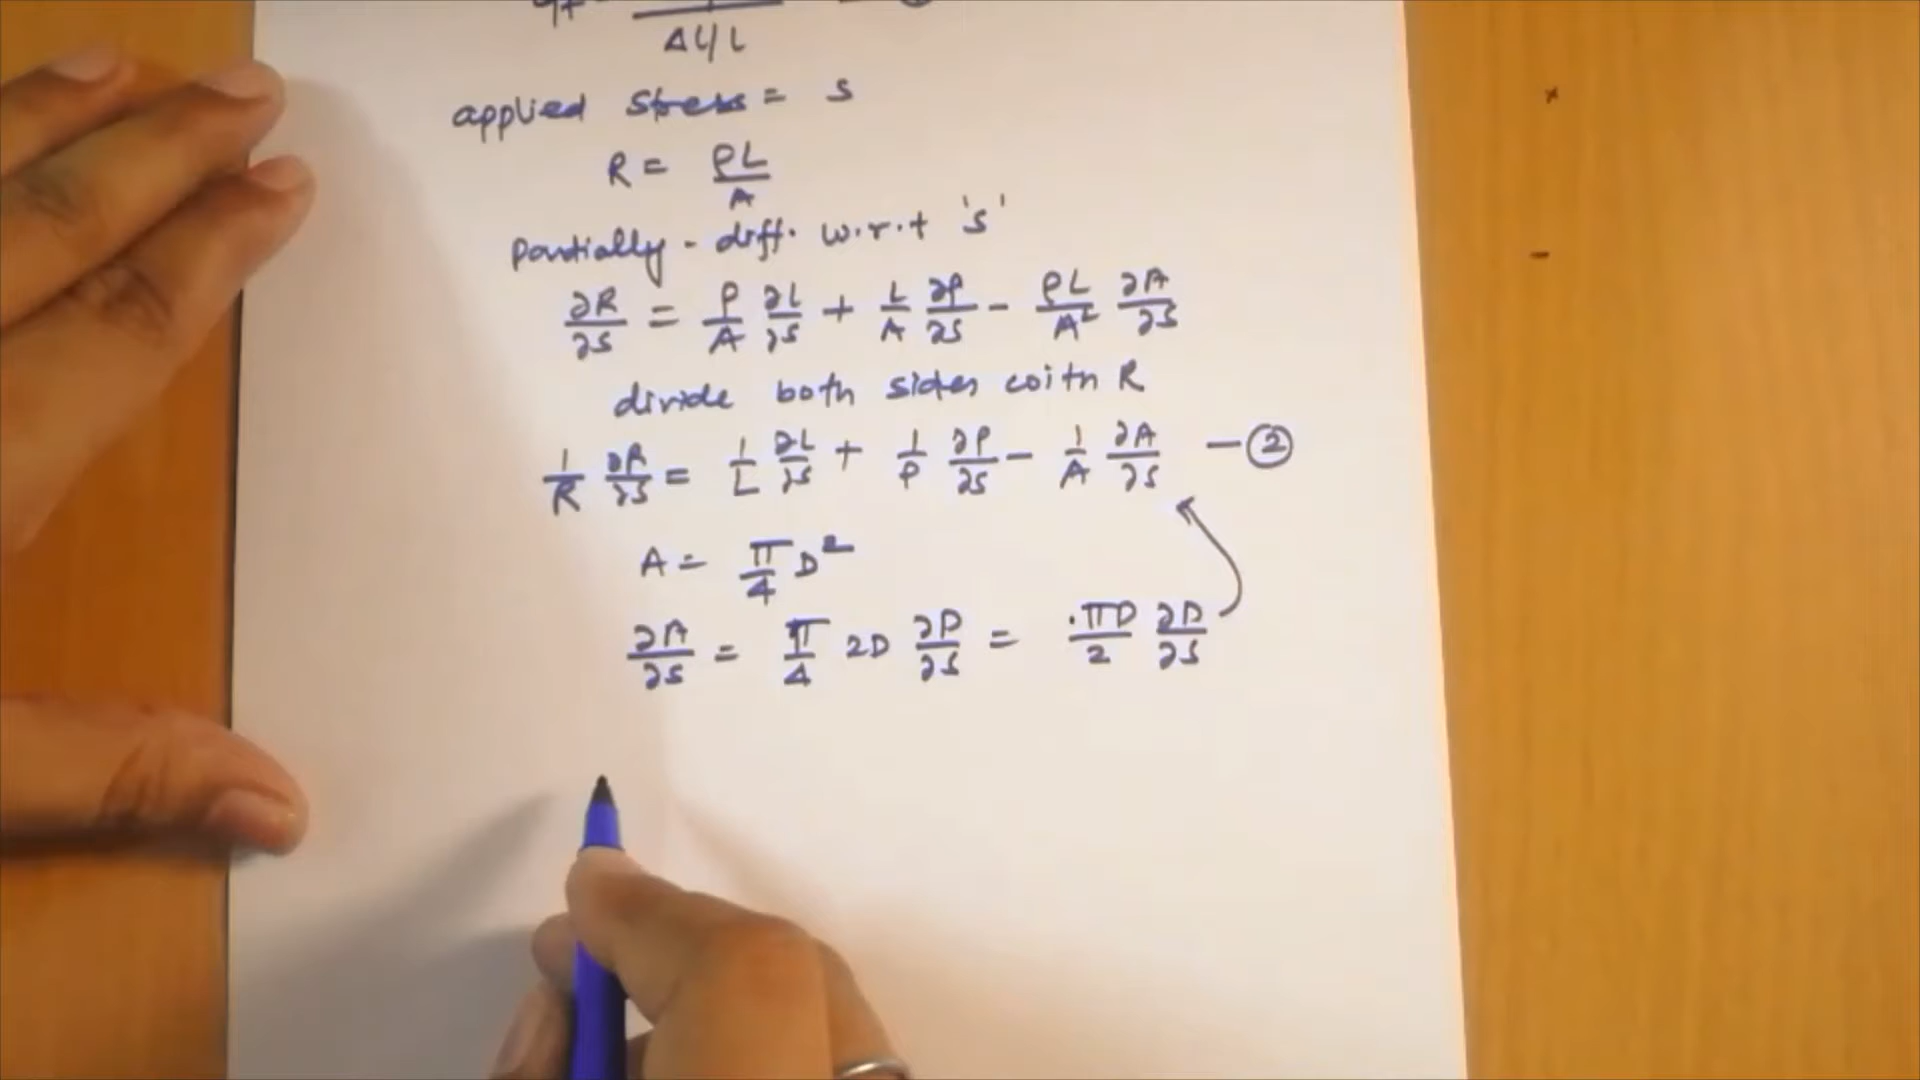 ΔL/L
applied stress = s
R = ρL/A
Partially - diff. w.r.t 's'
∂R/∂s = ρ/A ∂L/∂s + L/A ∂ρ/∂s - ρL/A² ∂A/∂s
divide both sides with R
1/R ∂R/∂s = 1/L ∂L/∂s + 1/ρ ∂ρ/∂s - 1/A ∂A/∂s — ②
A = π/4 D²
∂A/∂s = π/4 2D ∂D/∂s = πD/2 ∂D/∂s